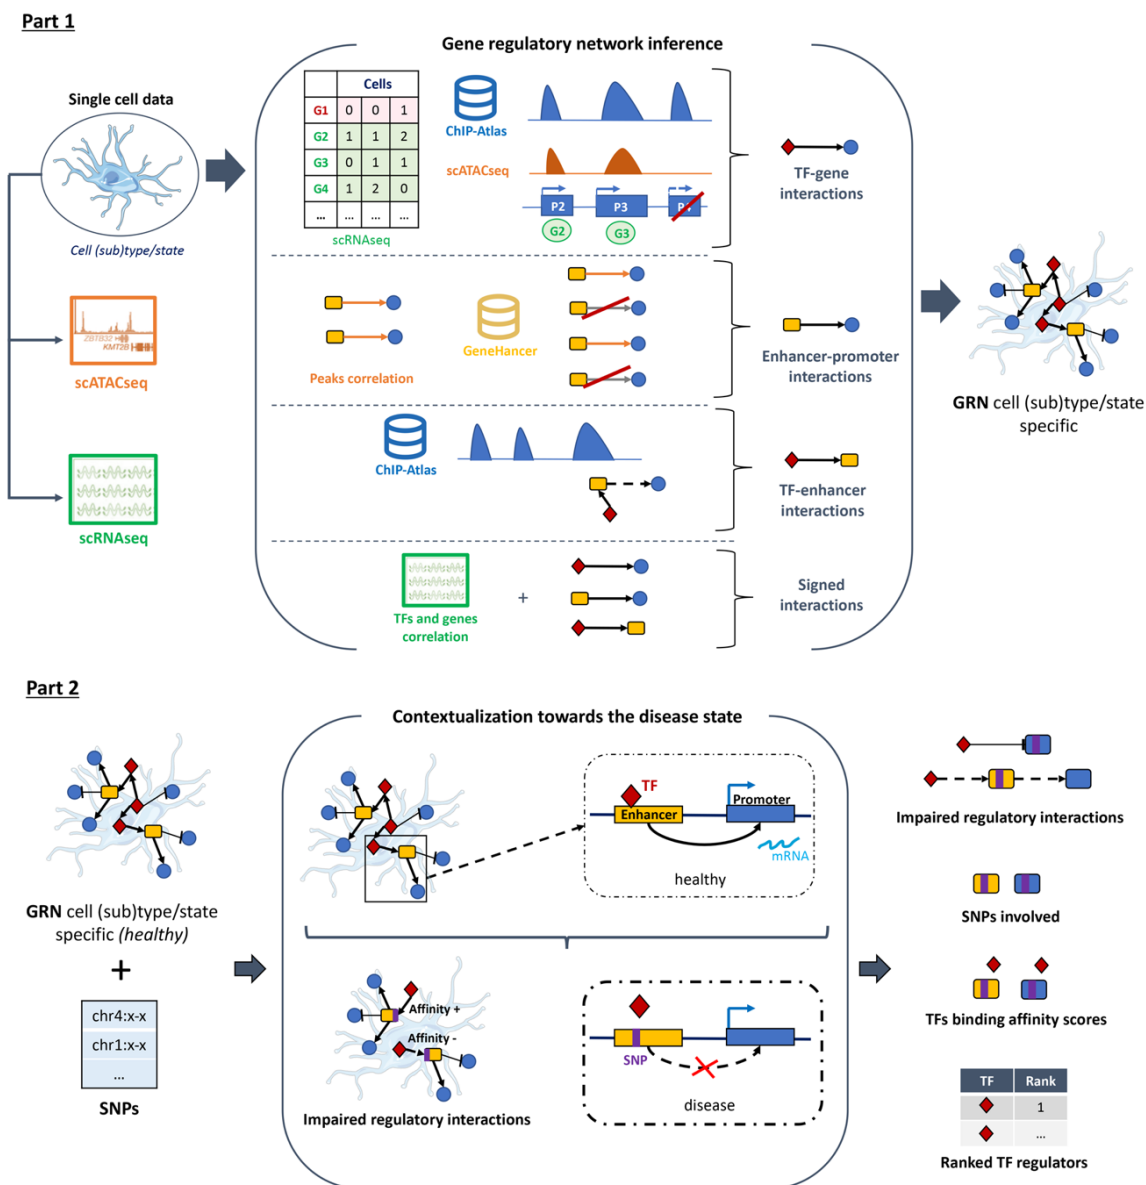 Part 1
Gene regulatory network inference
Single cell data
Cell (sub)type/state
ZBTB32
KMT2B
scATACseq
scRNAseq
Cells
G1 0 0 1
G2 1 1 2
G3 0 1 1
G4 1 2 0
... ... ... ...
scRNAseq
ChIP-Atlas
scATACseq
P2 P3
G2 G3
TF-gene
interactions
Peaks correlation
GeneHancer
Enhancer-promoter
interactions
ChIP-Atlas
TF-enhancer
interactions
TFs and genes
correlation
+
Signed
interactions
GRN cell (sub)type/state
specific
Part 2
Contextualization towards the disease state
GRN cell (sub)type/state
specific (healthy)
+
chr4:x-x
chr1:x-x
...
SNPs
TF
Enhancer
Promoter
mRNA
healthy
Affinity +
Affinity -
Impaired regulatory interactions
SNP
disease
Impaired regulatory interactions
SNPs involved
TFs binding affinity scores
TF Rank
1
...
Ranked TF regulators